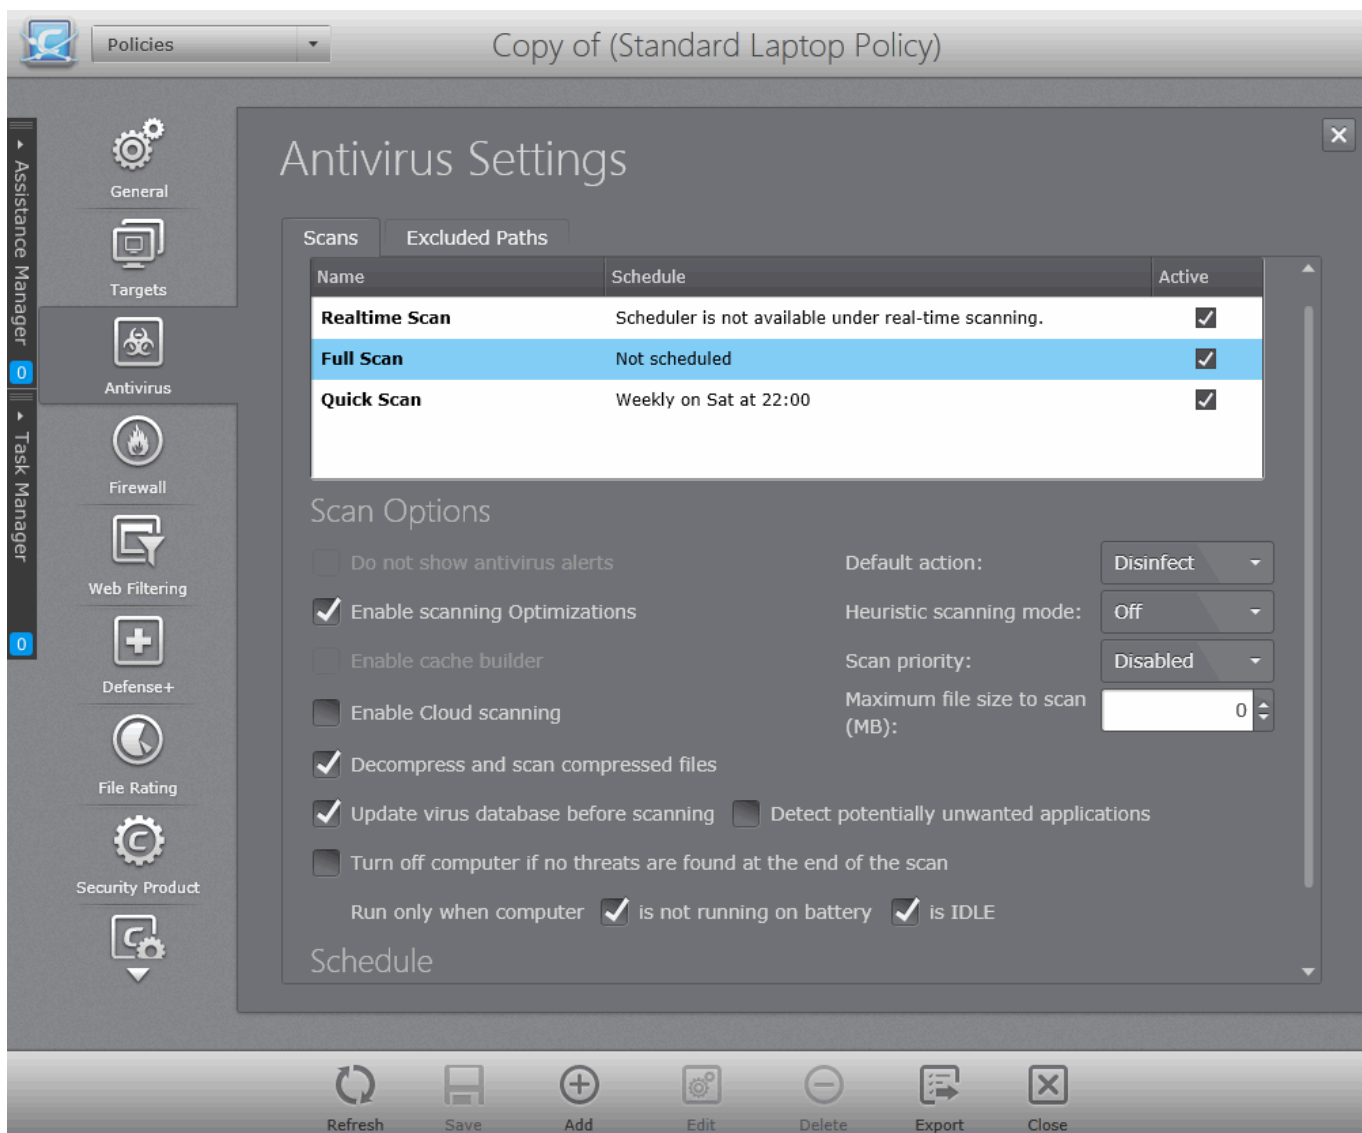 Policies
Copy of (Standard Laptop Policy)
Assistance Manager
0
Task Manager
0
General
Targets
Antivirus
Firewall
Web Filtering
Defense+
File Rating
Security Product
Antivirus Settings
Scans Excluded Paths
Name Schedule Active
Realtime Scan Scheduler is not available under real-time scanning.
Full Scan Not scheduled
Quick Scan Weekly on Sat at 22:00
Scan Options
Do not show antivirus alerts Default action: Disinfect
Enable scanning Optimizations Heuristic scanning mode: Off
Enable cache builder Scan priority: Disabled
Enable Cloud scanning Maximum file size to scan 0
(MB):
Decompress and scan compressed files
Update virus database before scanning Detect potentially unwanted applications
Turn off computer if no threats are found at the end of the scan
Run only when computer is not running on battery is IDLE
Schedule
Refresh Save Add Edit Delete Export Close